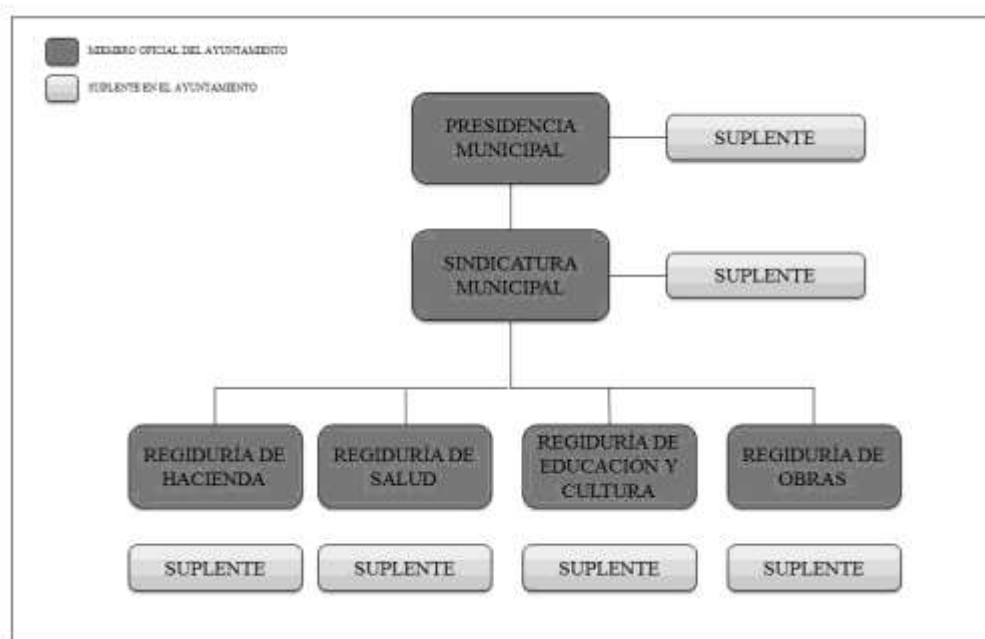 MIEMBRO OFICIAL DEL AYUNTAMIENTO
SUPLENTE EN EL AYUNTAMIENTO
PRESIDENCIA
MUNICIPAL
SUPLENTE
SINDICATURA
MUNICIPAL
SUPLENTE
REGIDURÍA DE
HACIENDA
REGIDURÍA DE
SALUD
REGIDURÍA DE
EDUCACIÓN Y
CULTURA
REGIDURÍA DE
OBRAS
SUPLENTE
SUPLENTE
SUPLENTE
SUPLENTE